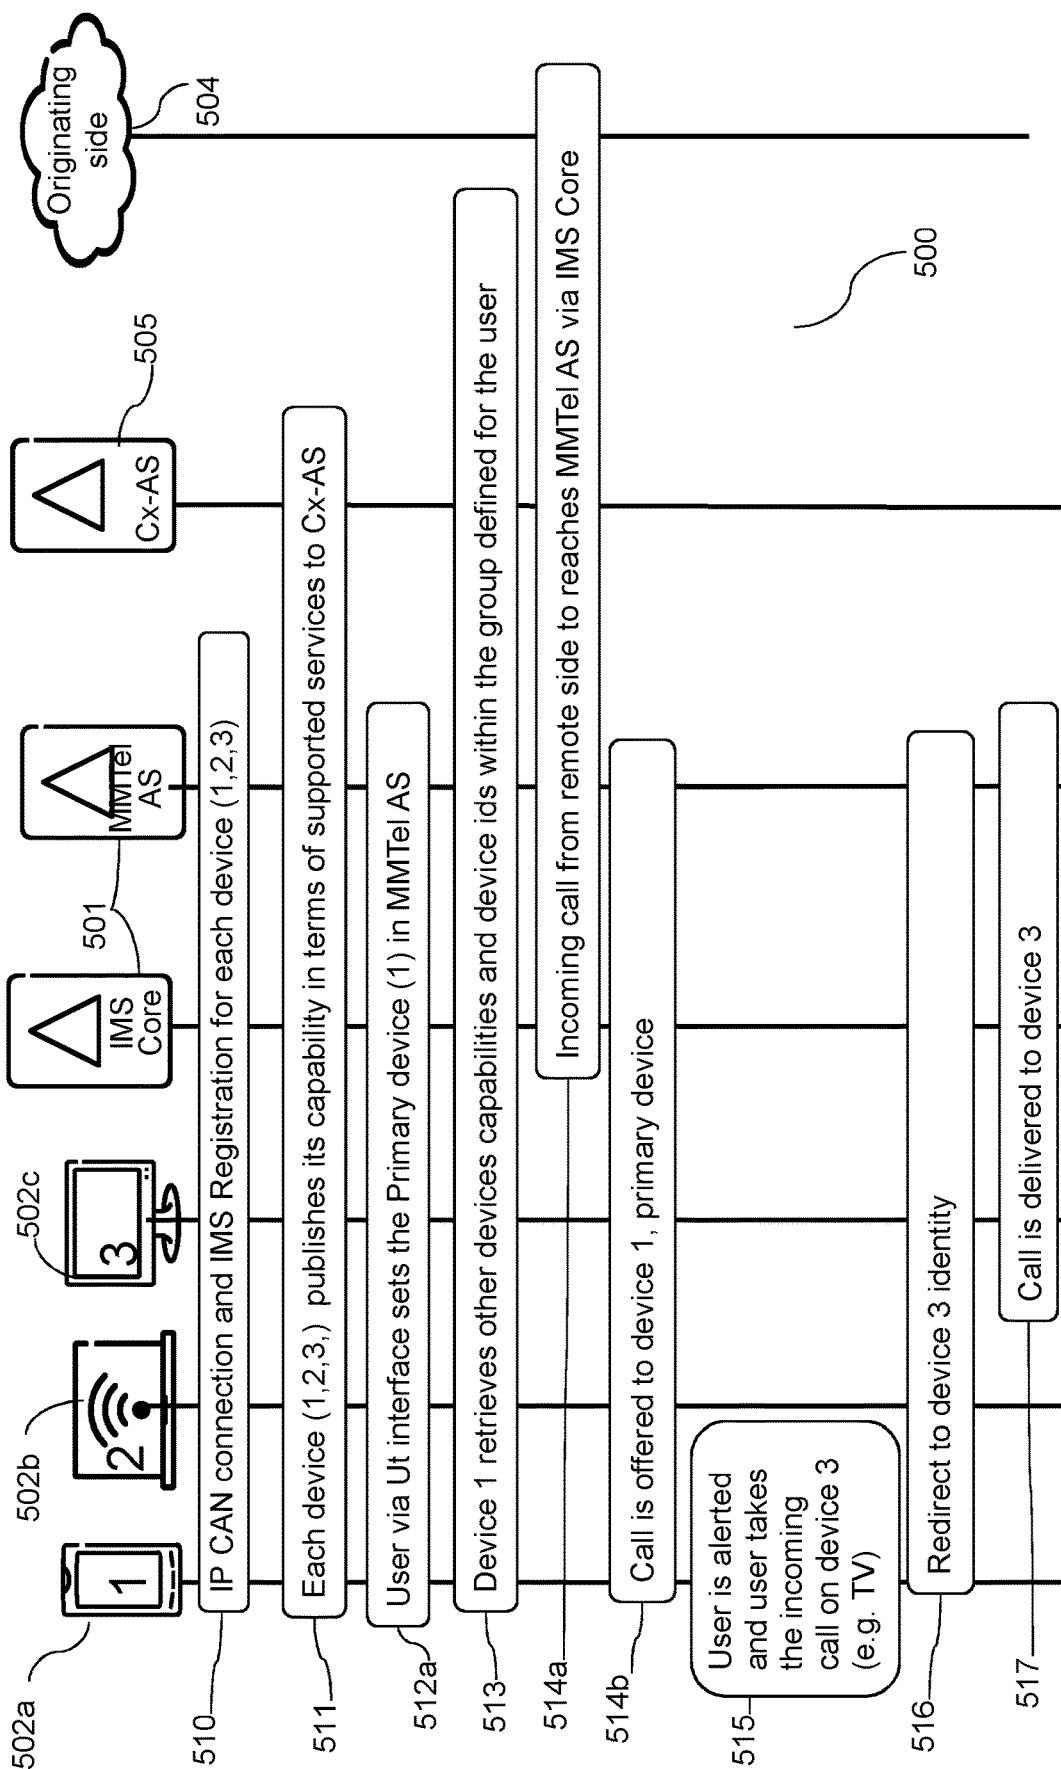 502a
1
502b
2
502c
3
501
IMS
Core
MMTel
AS
505
Cx-AS
Originating
side
504
510
IP CAN connection and IMS Registration for each device (1,2,3)
511
Each device (1,2,3,) publishes its capability in terms of supported services to Cx-AS
512a
User via Ut interface sets the Primary device (1) in MMTel AS
513
Device 1 retrieves other devices capabilities and device ids within the group defined for the user
514a
Incoming call from remote side to reaches MMTel AS via IMS Core
514b
Call is offered to device 1, primary device
515
User is alerted
and user takes
the incoming
call on device 3
(e.g. TV)
500
516
Redirect to device 3 identity
517
Call is delivered to device 3